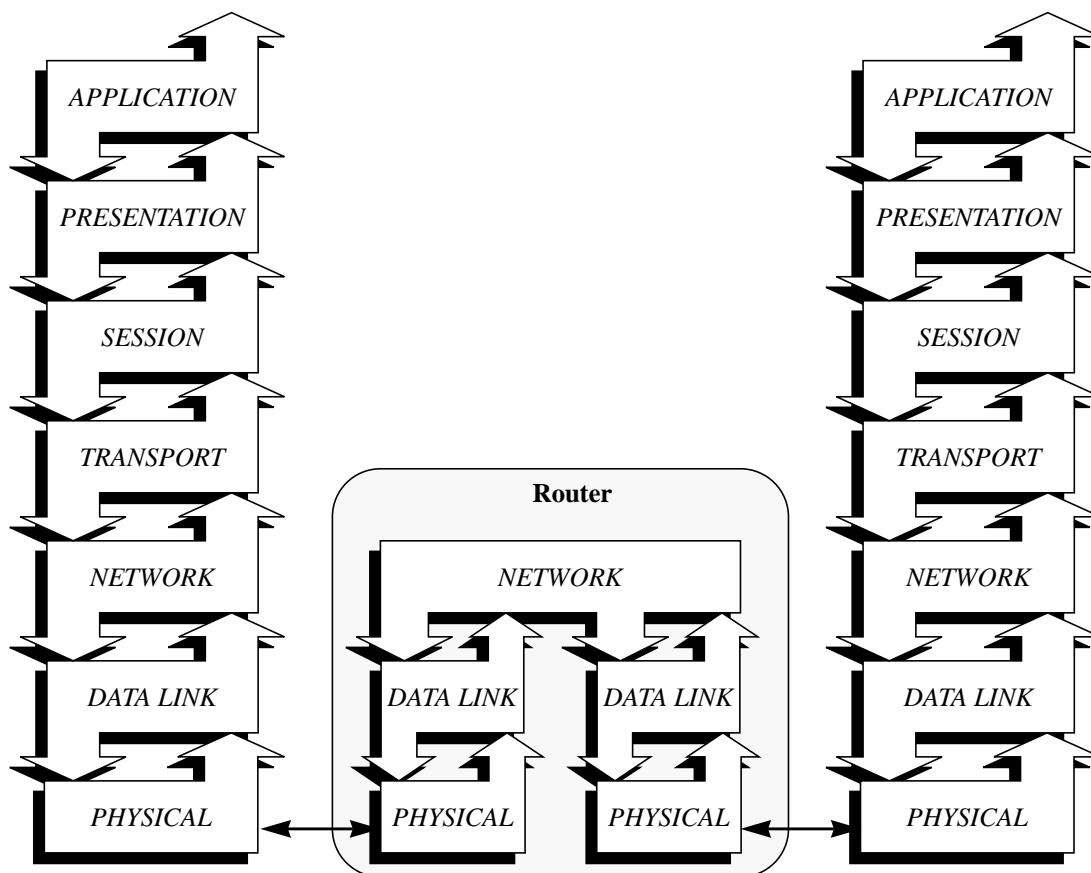 APPLICATION
APPLICATION
PRESENTATION
PRESENTATION
SESSION
SESSION
TRANSPORT
TRANSPORT
Router
NETWORK
NETWORK
NETWORK
DATA LINK
DATA LINK
DATA LINK
DATA LINK
PHYSICAL
PHYSICAL
PHYSICAL
PHYSICAL